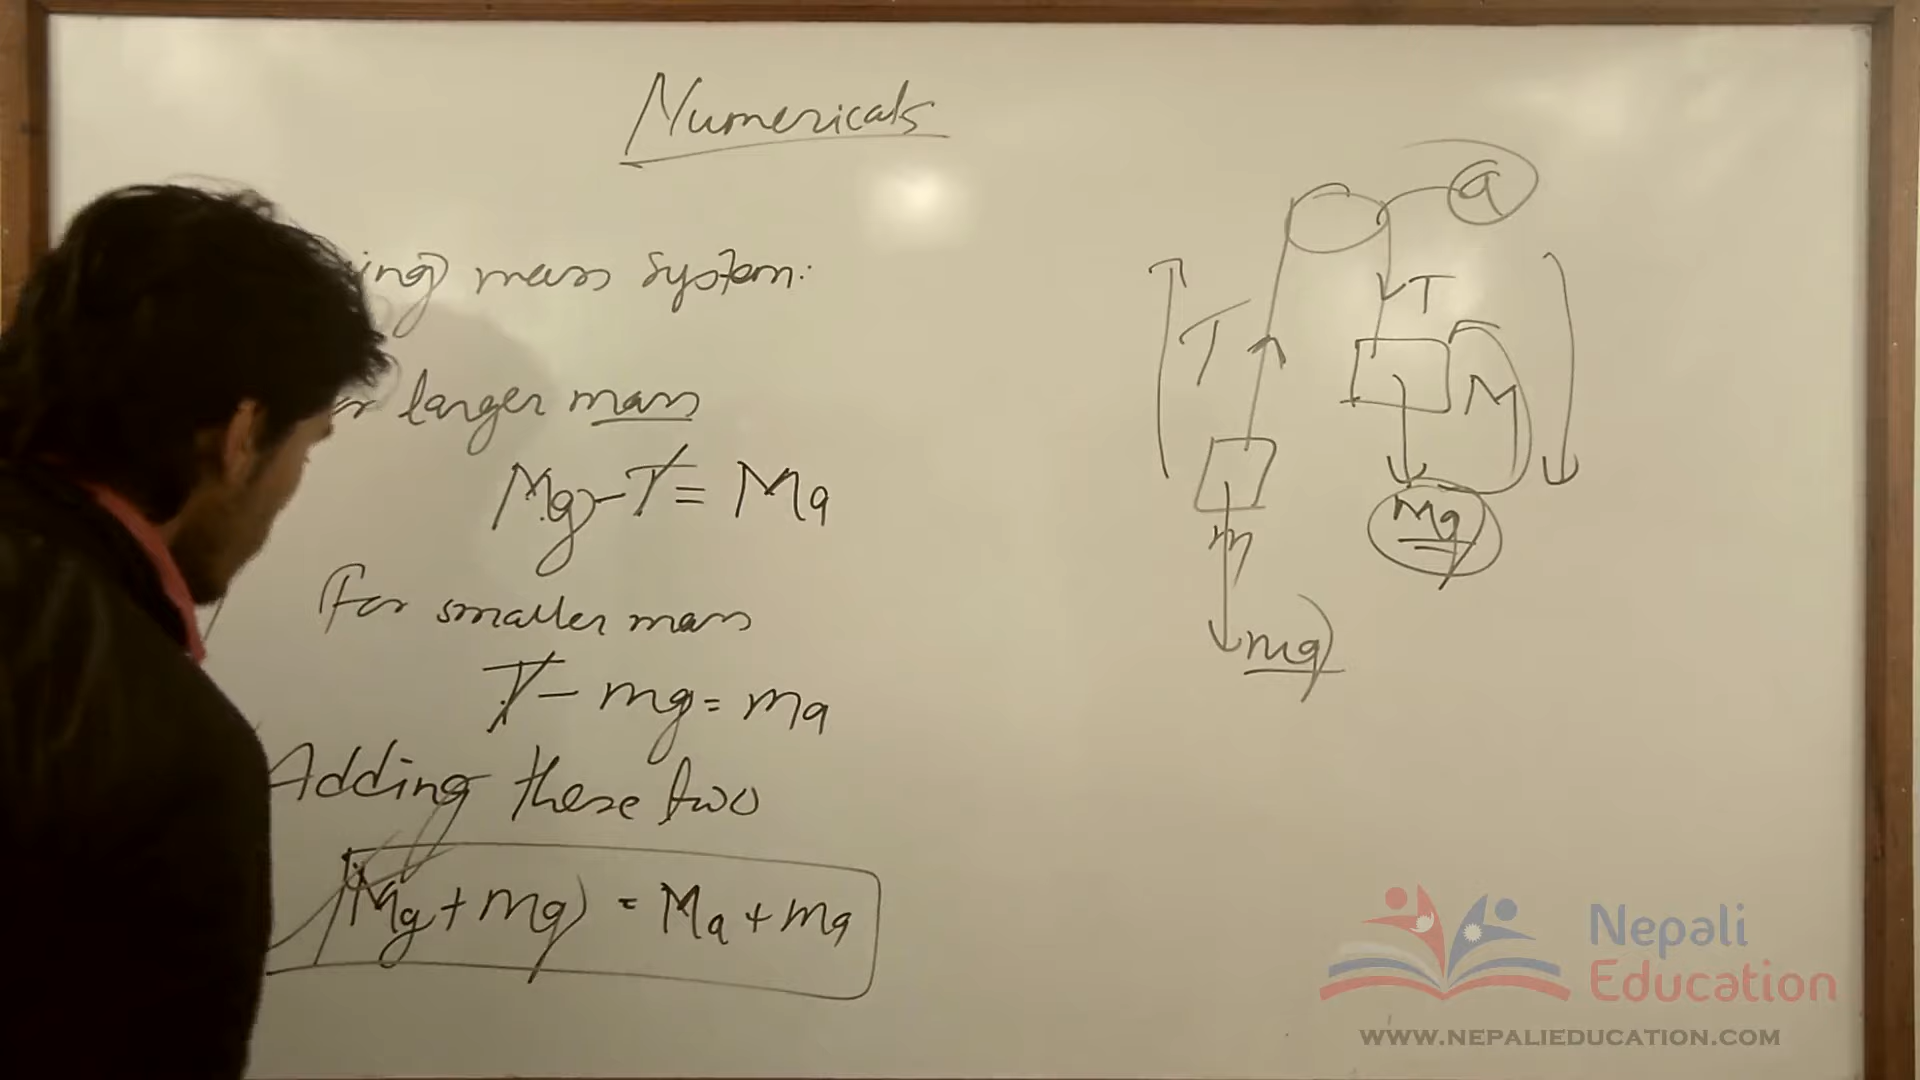 Numericals
mass system:
larger mass
Mg - T = Ma
For smaller mass
T - mg = ma
Adding these two
Mg + mg = Ma + ma
a
T
T
M
m
Mg
mg
Nepali
Education
WWW.NEPALIEDUCATION.COM